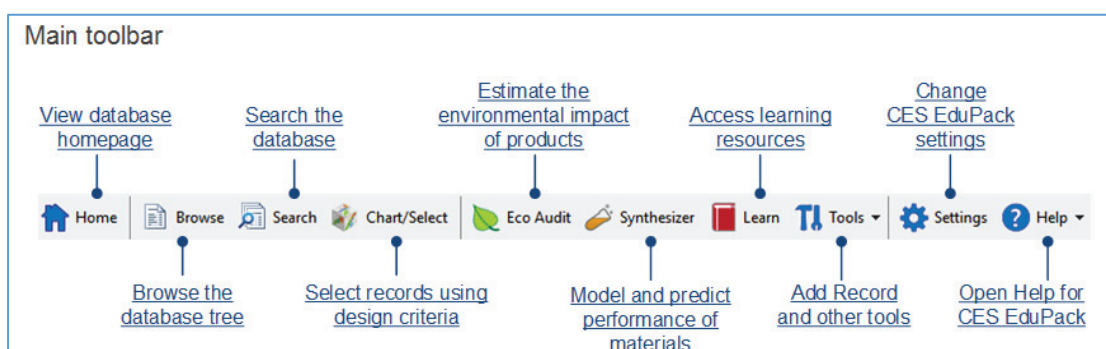 Main toolbar
Estimate the
environmental impact
of products
Change
CES EduPack
settings
View database
homepage
Search the
database
Access learning
resources
Home Browse Search Chart/Select Eco Audit Synthesizer Learn Tools Settings Help
Browse the
database tree
Select records using
design criteria
Model and predict
performance of
materials
Add Record
and other tools
Open Help for
CES EduPack